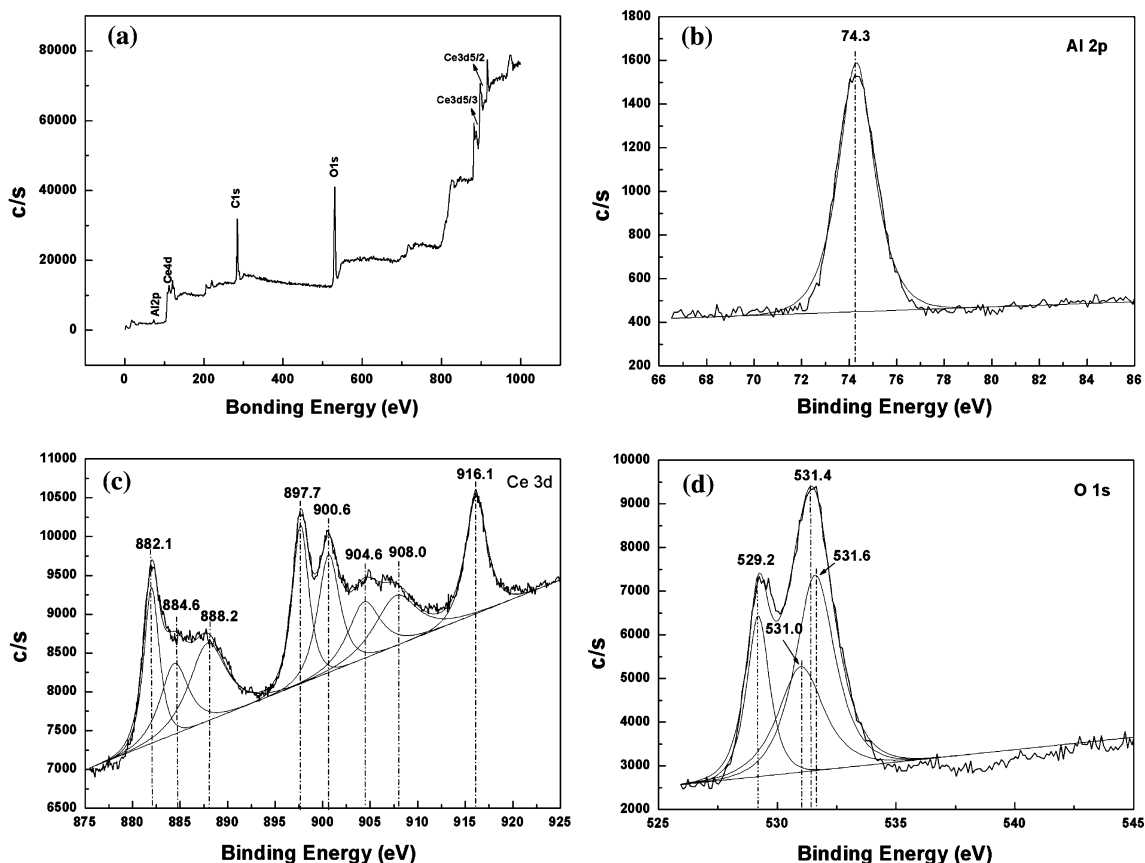 (a)
80000
60000
40000
20000
0
c/s
Al2p
Ce4d
C1s
O1s
Ce3d5/2
Ce3d5/3
0 200 400 600 800 1000
Bonding Energy (eV)
(b)
Al 2p
74.3
1800
1600
1400
1200
1000
800
600
400
200
c/s
66 68 70 72 74 76 78 80 82 84 86
Binding Energy (eV)
(c)
Ce 3d
11000
10500
10000
9500
9000
8500
8000
7500
7000
6500
c/s
882.1
884.6
888.2
897.7
900.6
904.6
908.0
916.1
875 880 885 890 895 900 905 910 915 920 925
Binding Energy (eV)
(d)
O 1s
10000
9000
8000
7000
6000
5000
4000
3000
2000
c/s
529.2
531.0
531.4
531.6
525 530 535 540 545
Binding Energy (eV)